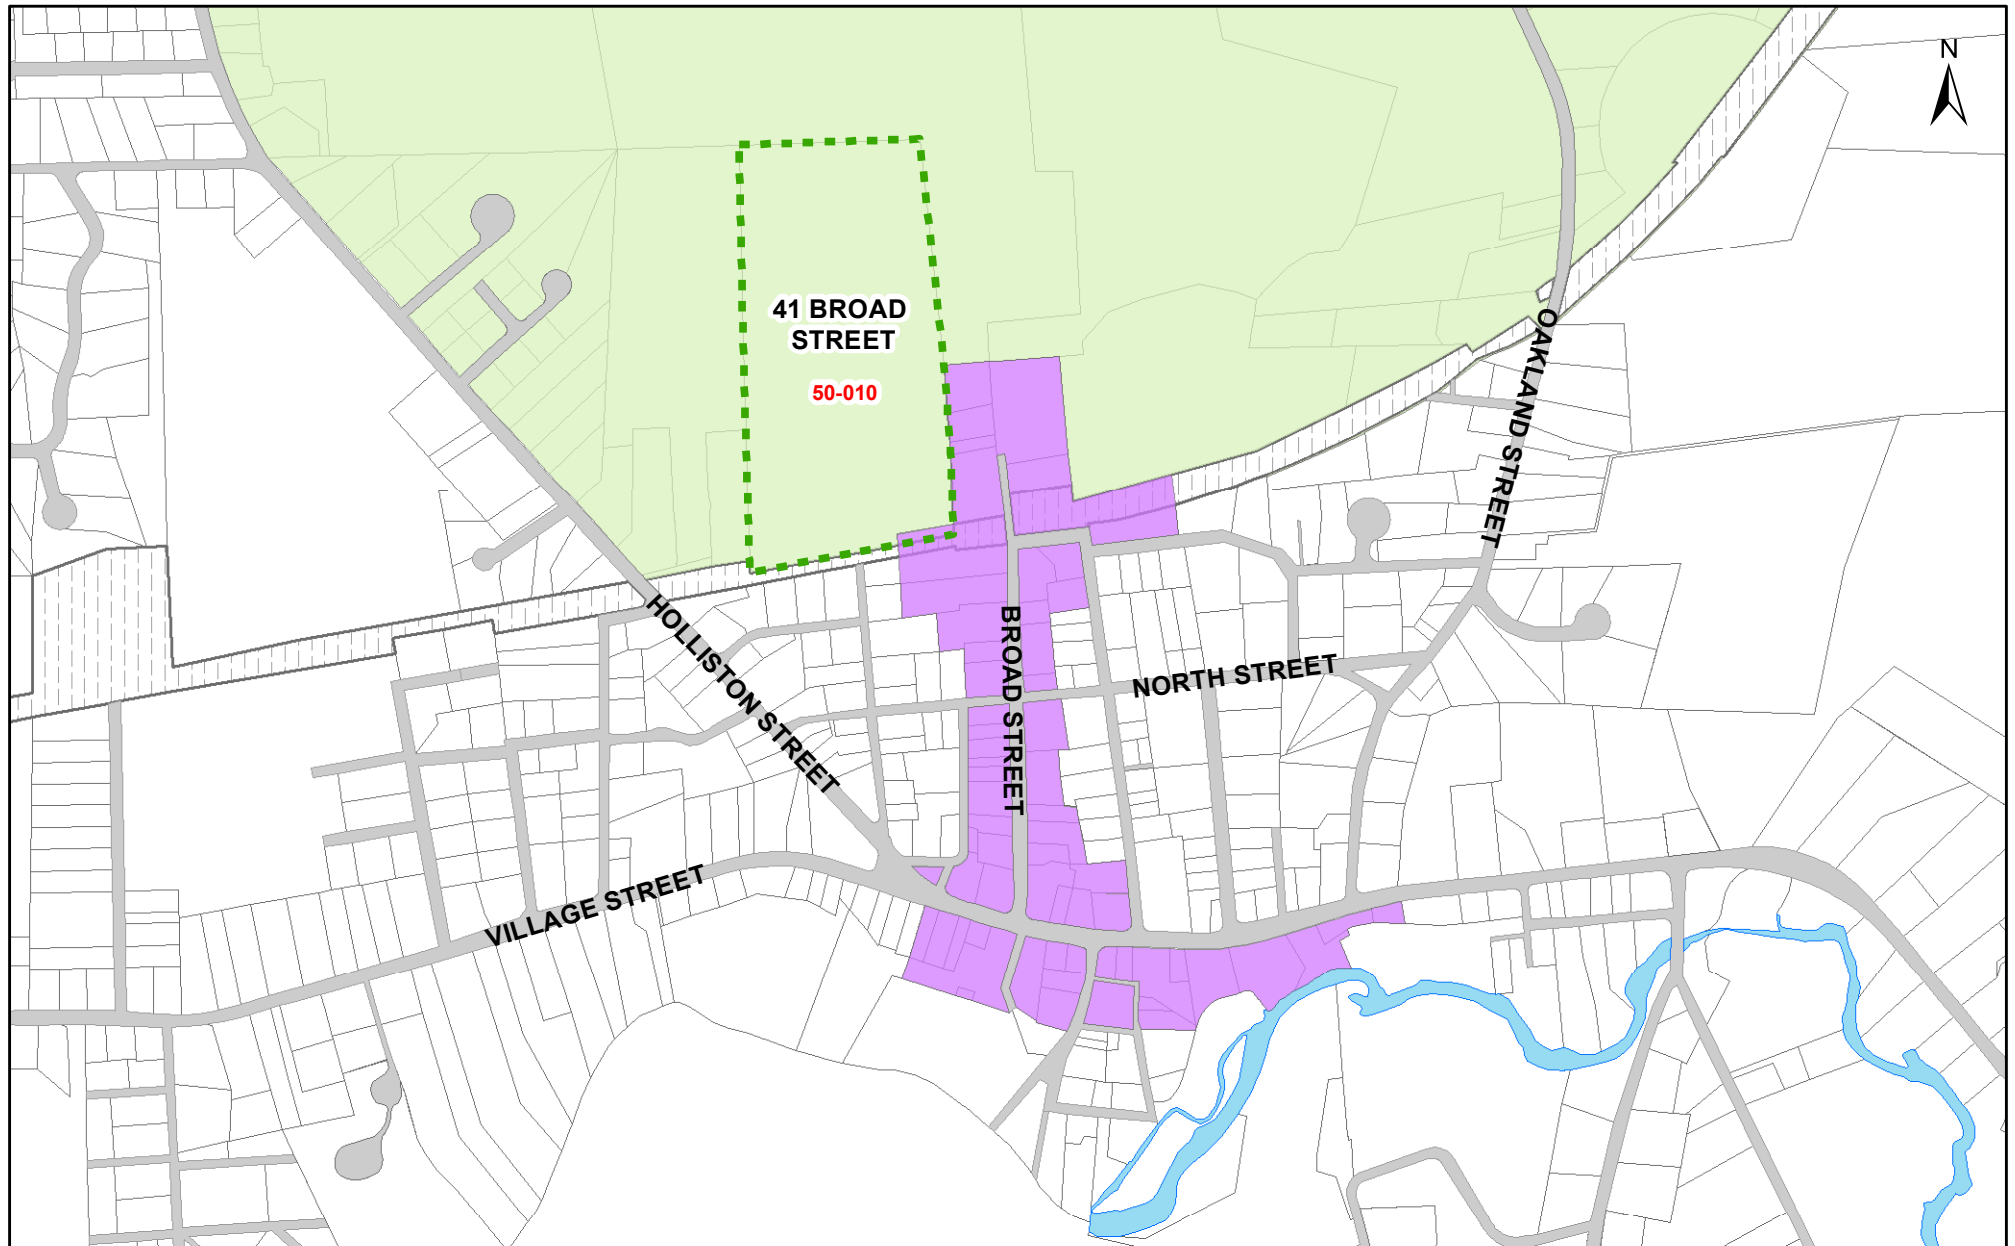 N
41 BROAD
STREET
50-010
OAKLAND STREET
HOLLISTON STREET
BROAD STREET
NORTH STREET
VILLAGE STREET